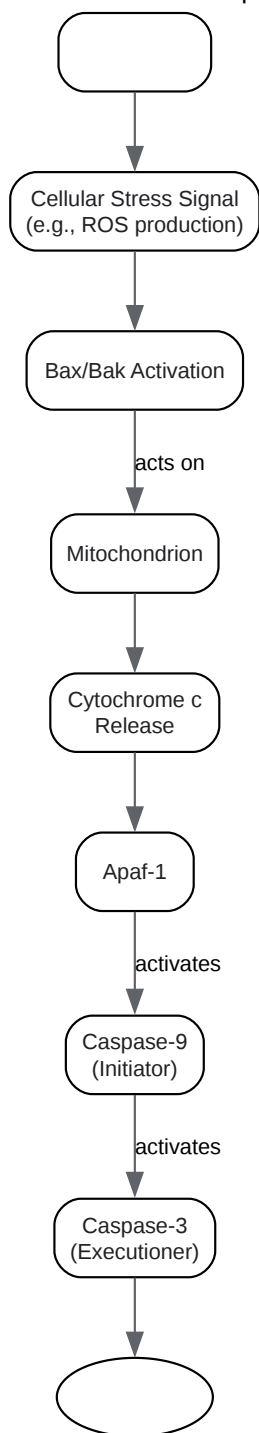 Cellular Stress Signal
(e.g., ROS production)
Bax/Bak Activation
acts on
Mitochondrion
Cytochrome c
Release
Apaf-1
activates
Caspase-9
(Initiator)
activates
Caspase-3
(Executioner)